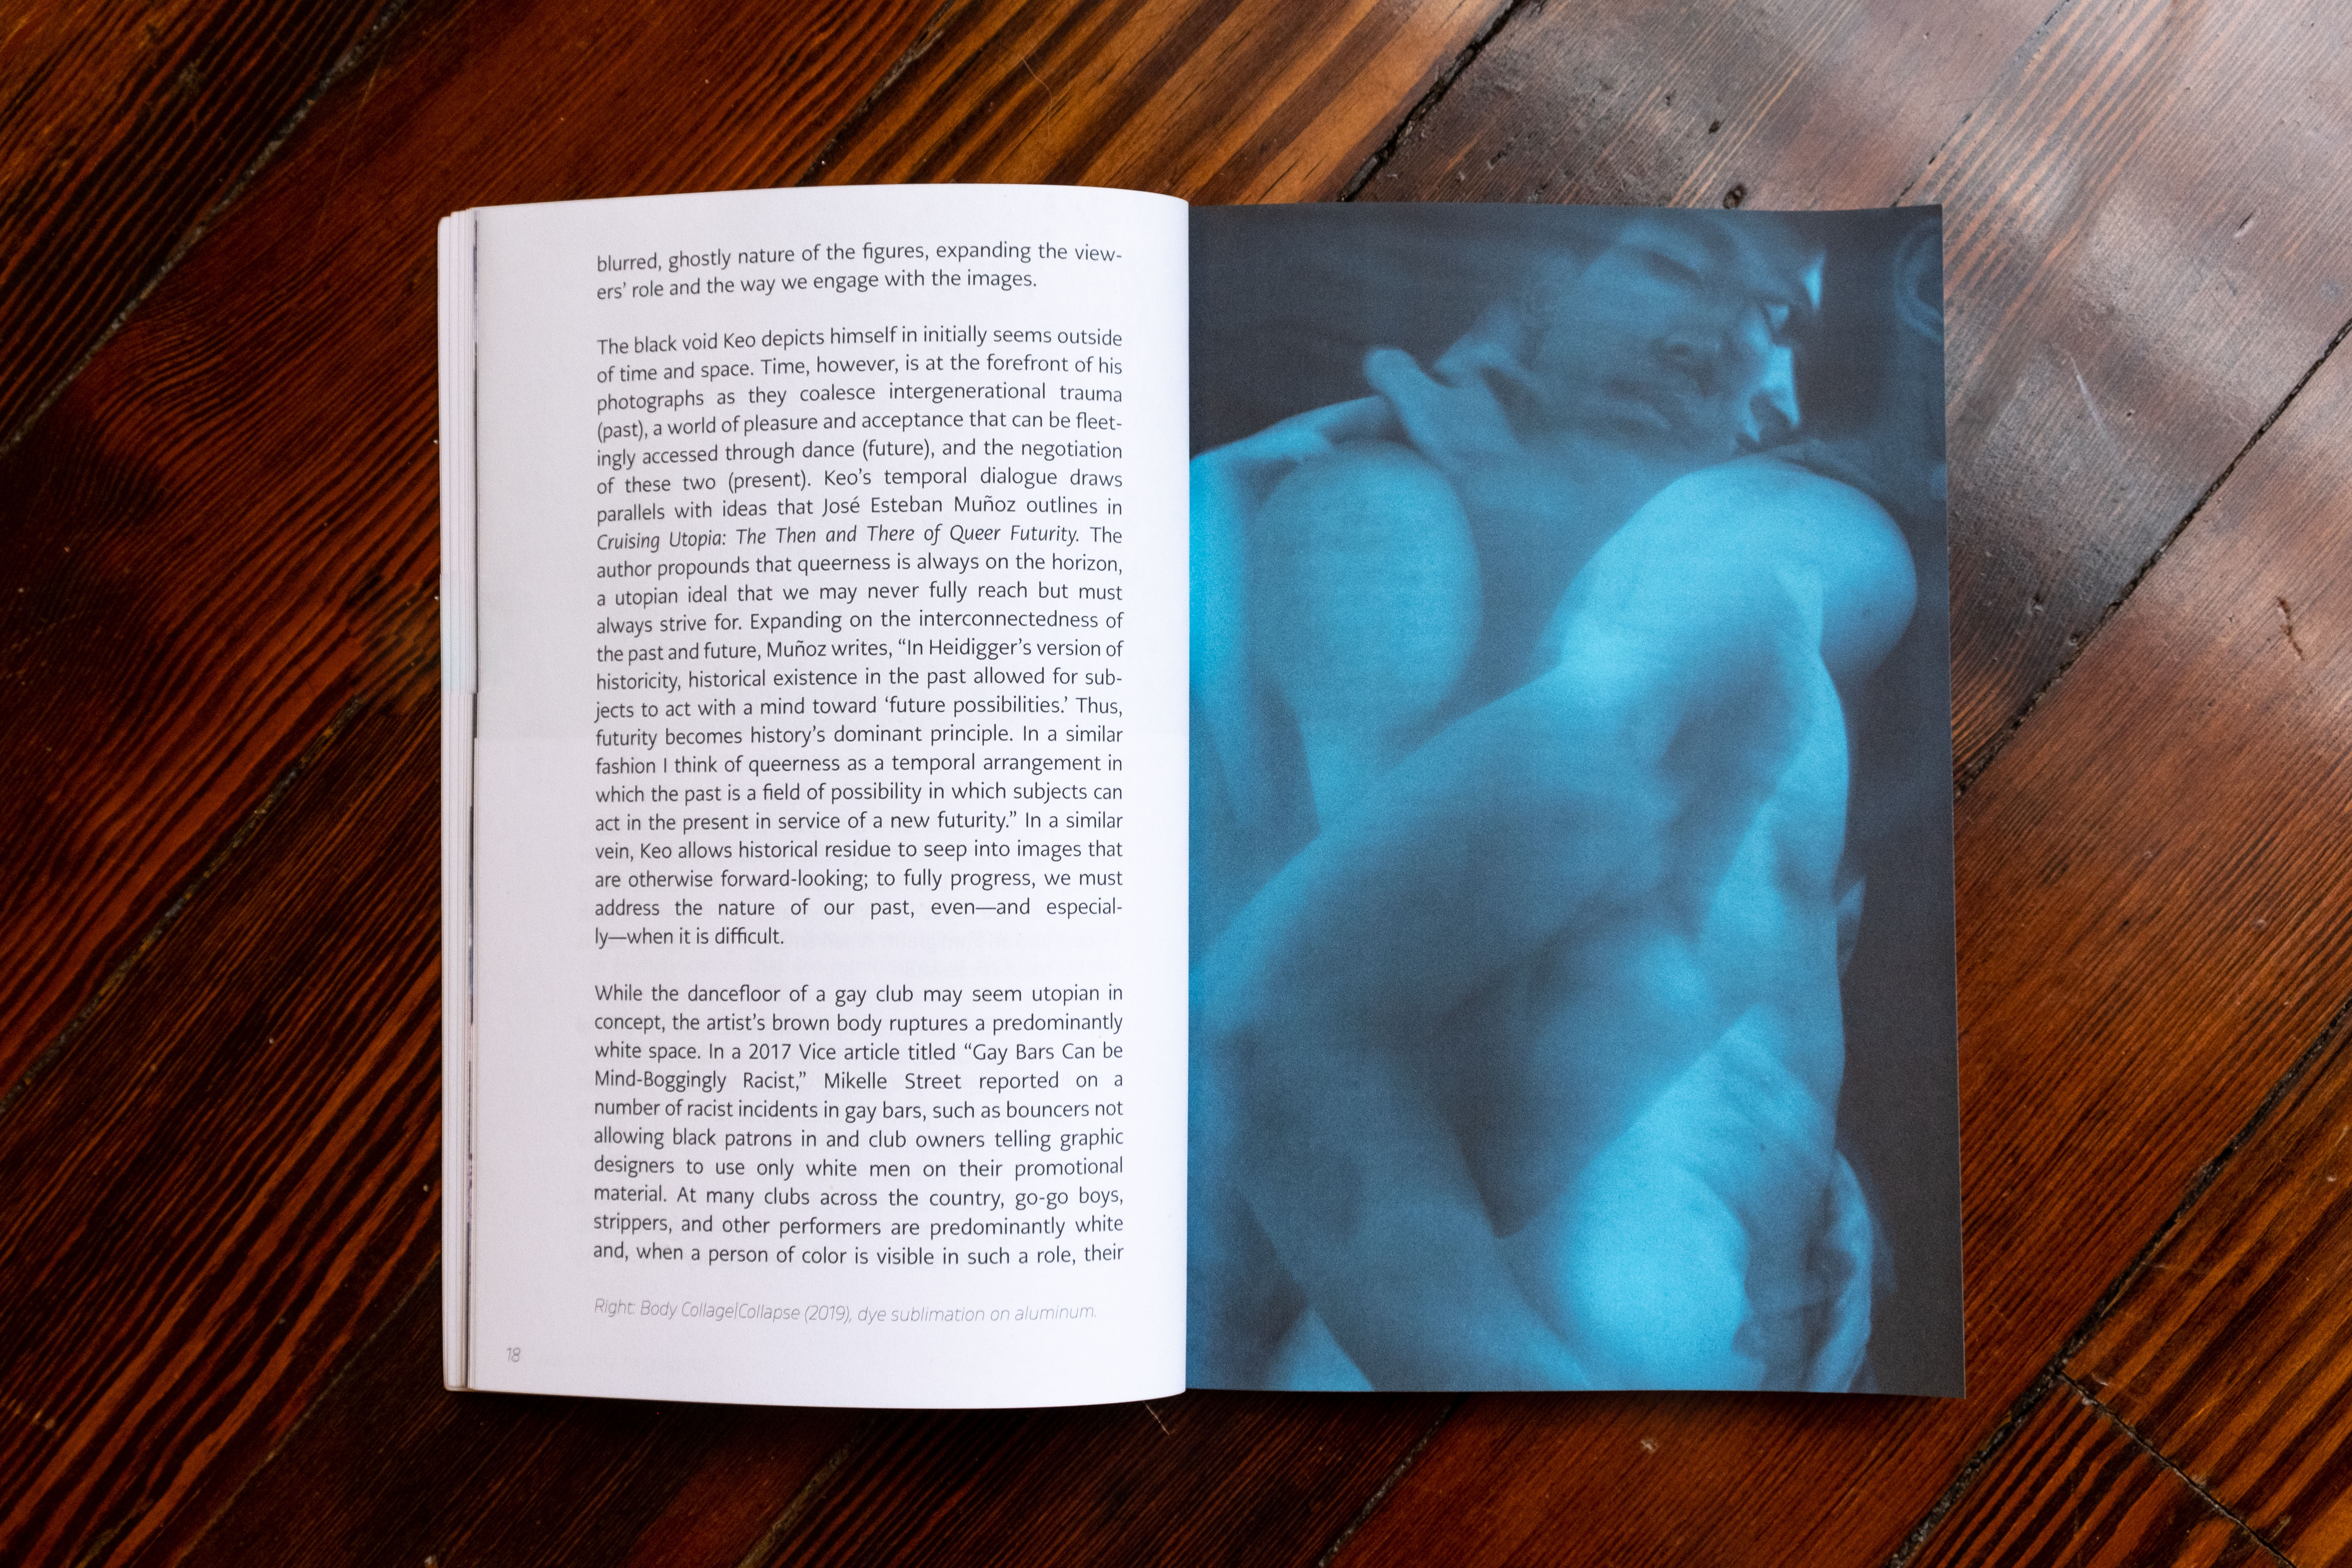 blurred, ghostly nature of the figures, expanding the view-
ers’ role and the way we engage with the images.
The black void Keo depicts himself in initially seems outside
of time and space. Time, however, is at the forefront of his
photographs as they coalesce intergenerational trauma
(past), a world of pleasure and acceptance that can be fleet-
ingly accessed through dance (future), and the negotiation
of these two (present). Keo’s temporal dialogue draws
parallels with ideas that José Esteban Muñoz outlines in
Cruising Utopia: The Then and There of Queer Futurity. The
author propounds that queerness is always on the horizon,
a utopian ideal that we may never fully reach but must
always strive for. Expanding on the interconnectedness of
the past and future, Muñoz writes, “In Heidigger’s version of
historicity, historical existence in the past allowed for sub-
jects to act with a mind toward ‘future possibilities.’ Thus,
futurity becomes history’s dominant principle. In a similar
fashion I think of queerness as a temporal arrangement in
which the past is a field of possibility in which subjects can
act in the present in service of a new futurity.” In a similar
vein, Keo allows historical residue to seep into images that
are otherwise forward-looking; to fully progress, we must
address the nature of our past, even—and especial-
ly—when it is difficult.
While the dancefloor of a gay club may seem utopian in
concept, the artist’s brown body ruptures a predominantly
white space. In a 2017 Vice article titled “Gay Bars Can be
Mind-Boggingly Racist,” Mikelle Street reported on a
number of racist incidents in gay bars, such as bouncers not
allowing black patrons in and club owners telling graphic
designers to use only white men on their promotional
material. At many clubs across the country, go-go boys,
strippers, and other performers are predominantly white
and, when a person of color is visible in such a role, their
Right: Body Collage|Collapse (2019), dye sublimation on aluminum.
18